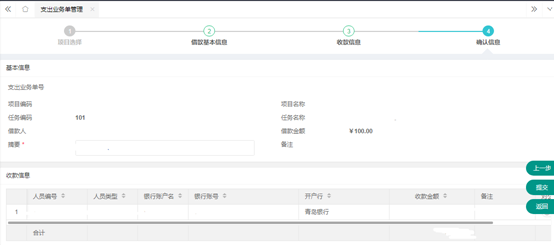 支出业务单管理 ×
1 2 3 4
项目选择 借款基本信息 收款信息 确认信息
基本信息
支出业务单号
项目编码 项目名称
任务编码 101 任务名称
借款人 借款金额 ￥100.00
摘要 * 备注
上一步
收款信息
提交
人员编号 人员类型 银行账户名 银行账号 开户行 收款金额 备注
返回
1 青岛银行
合计